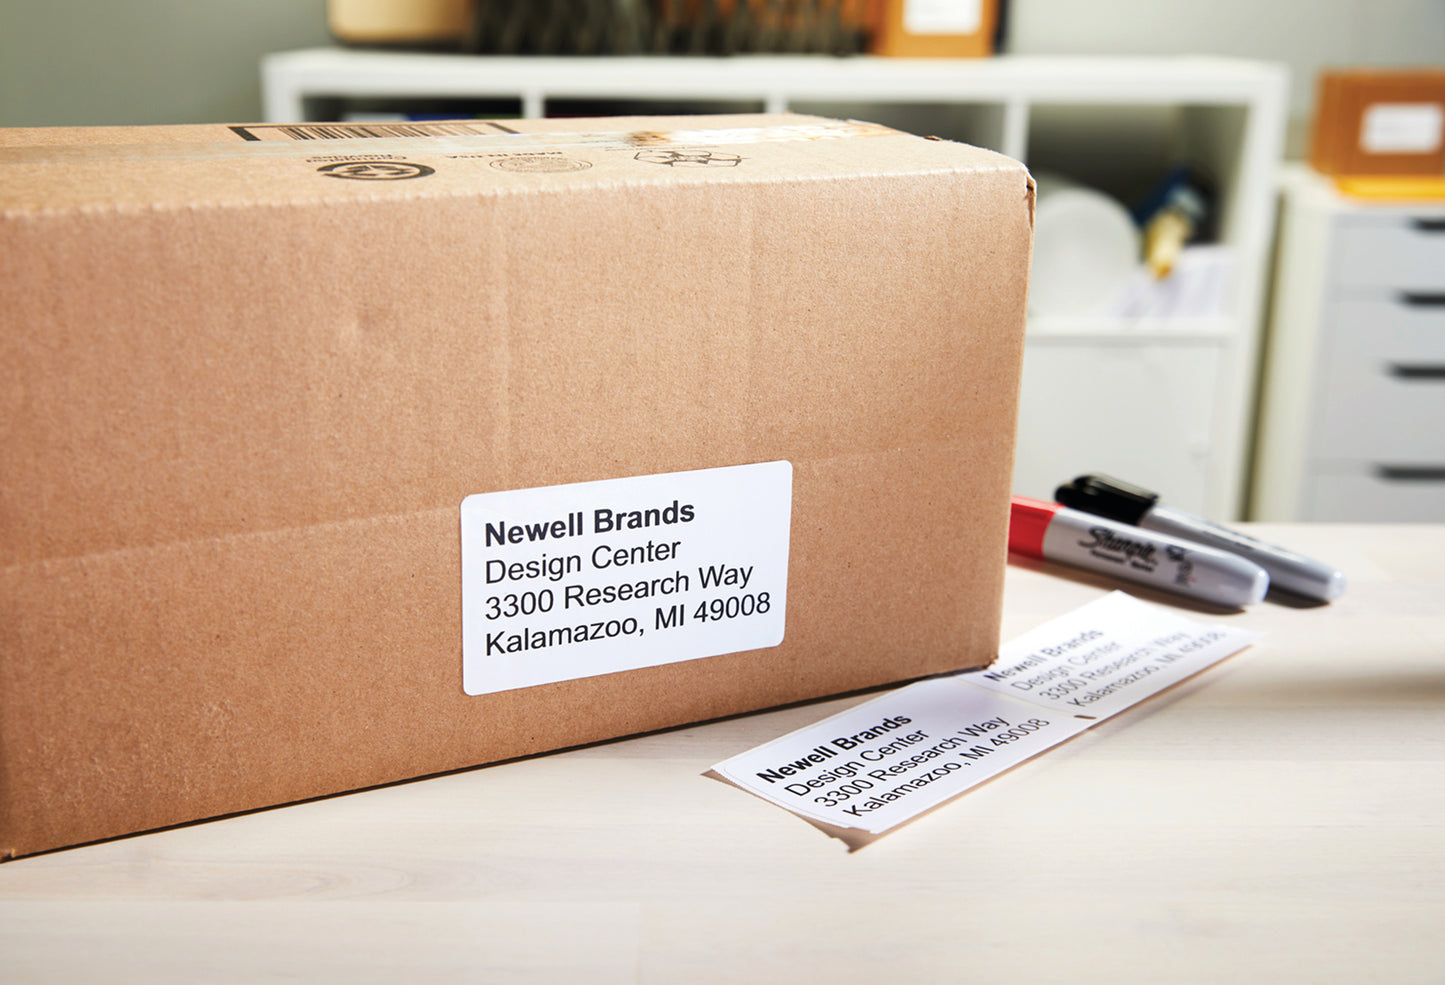 Newell Brands
Design Center
3300 Research Way
Kalamazoo, MI 49008
Newell Brands
Design Center
3300 Research Way
Kalamazoo, MI 49008
Newell Brands
Design Center
3300 Research Way
Kalamazoo, MI 49008
Sharpie